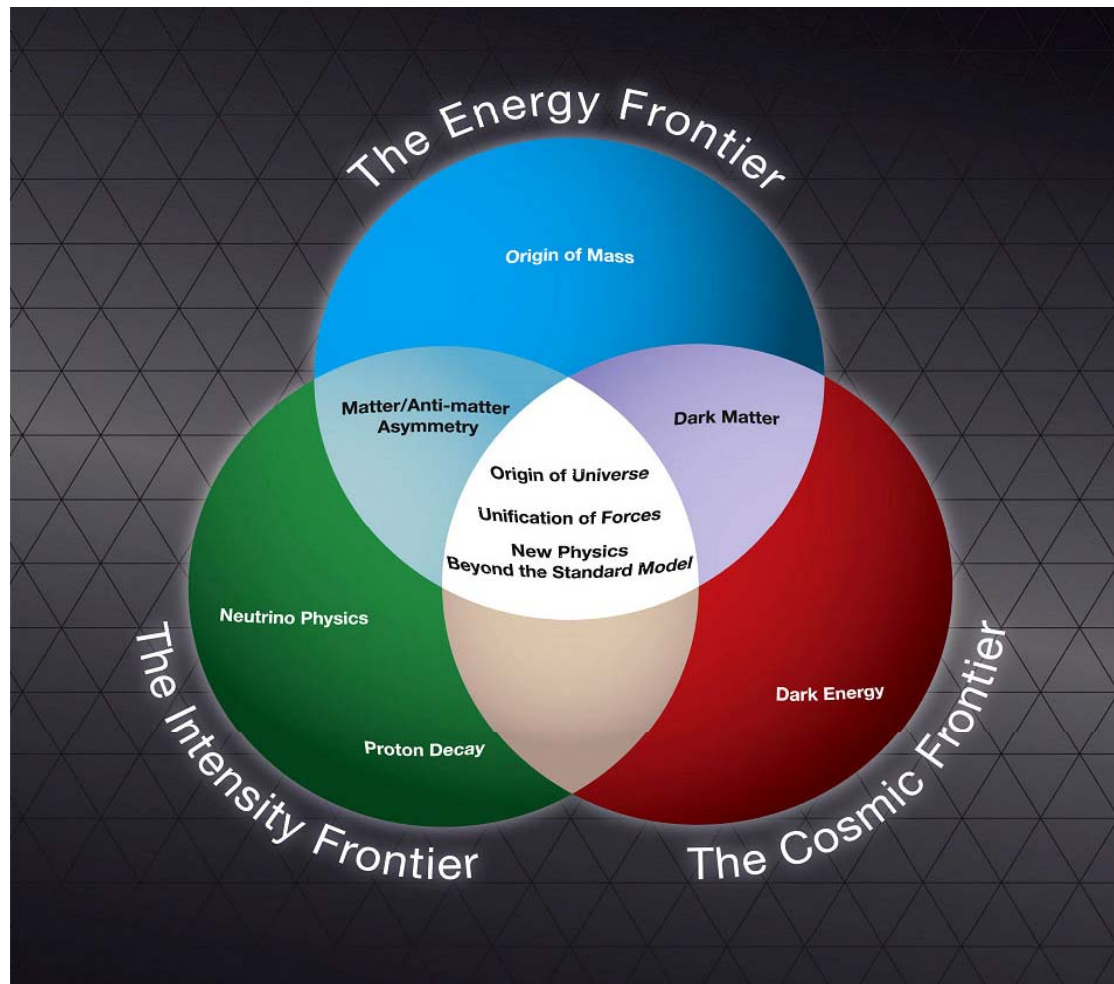 The Energy Frontier
Origin of Mass
Matter/Anti-matter
Asymmetry
Dark Matter
Origin of Universe
Unification of Forces
New Physics
Beyond the Standard Model
Neutrino Physics
Dark Energy
Proton Decay
The Intensity Frontier
The Cosmic Frontier